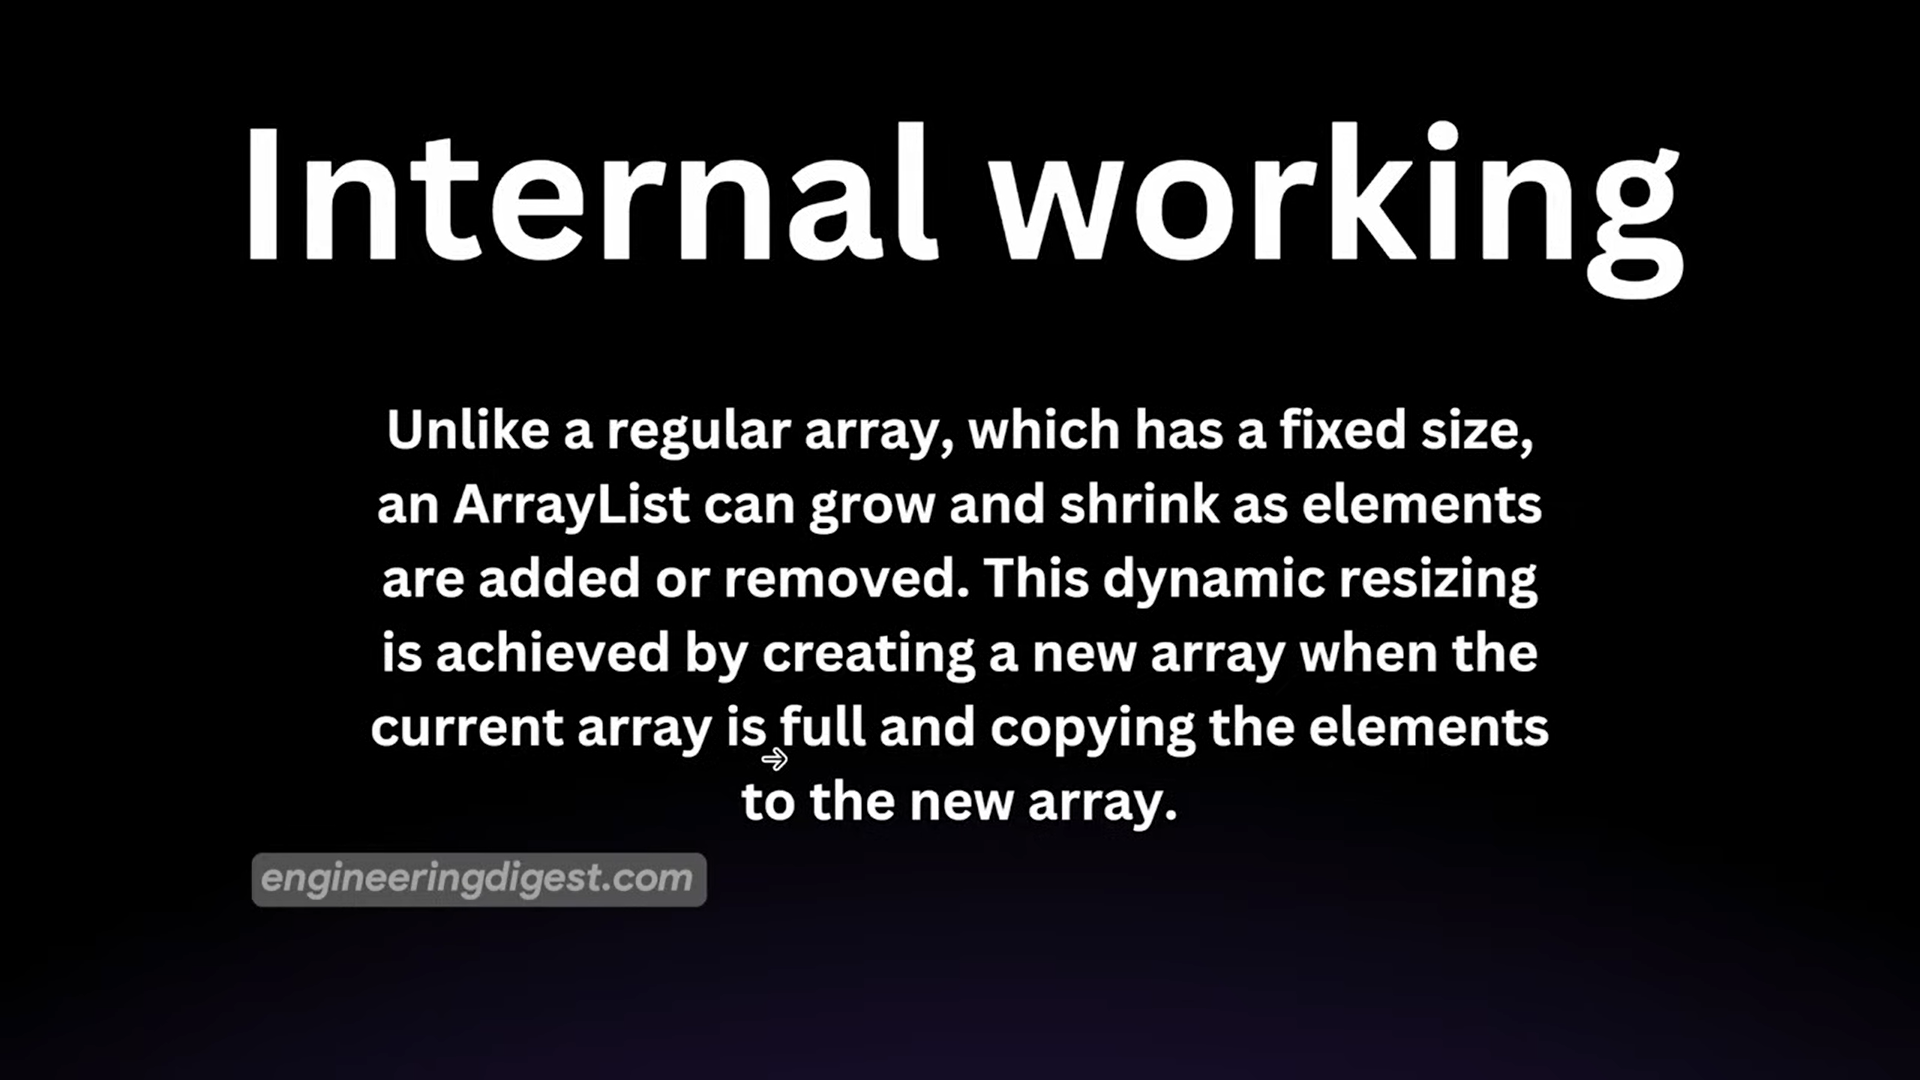 Internal working
Unlike a regular array, which has a fixed size,
an ArrayList can grow and shrink as elements
are added or removed. This dynamic resizing
is achieved by creating a new array when the
current array is full and copying the elements
to the new array.
engineeringdigest.com